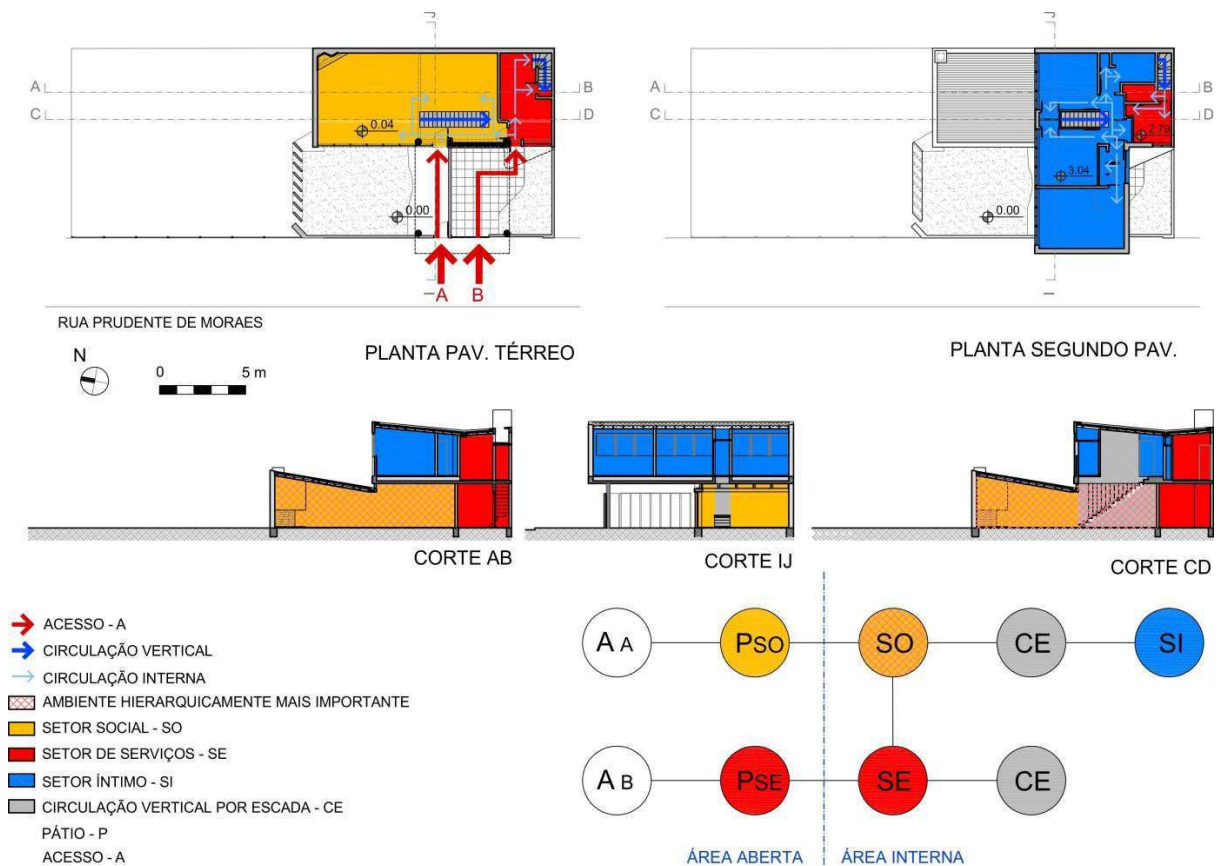 A
B
C
D
0.04
0.00
A
B
RUA PRUDENTE DE MORAES
PLANTA PAV. TÉRREO
N
0
5 m
A
B
C
D
2.79
3.04
0.00
PLANTA SEGUNDO PAV.
CORTE AB
CORTE IJ
CORTE CD
ACESSO - A
CIRCULAÇÃO VERTICAL
CIRCULAÇÃO INTERNA
AMBIENTE HIERARQUICAMENTE MAIS IMPORTANTE
SETOR SOCIAL - SO
SETOR DE SERVIÇOS - SE
SETOR ÍNTIMO - SI
CIRCULAÇÃO VERTICAL POR ESCADA - CE
PÁTIO - P
ACESSO - A
A A
PSO
SO
CE
SI
A B
PSE
SE
CE
ÁREA ABERTA
ÁREA INTERNA